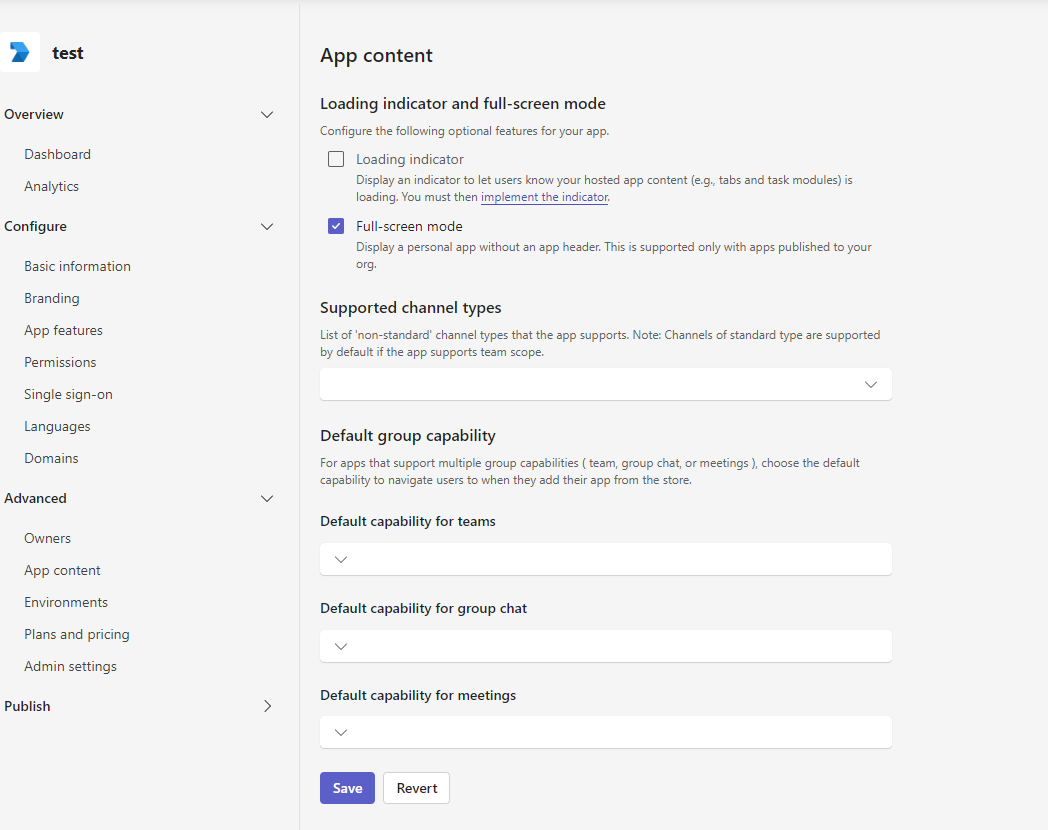 test
Overview
Dashboard
Analytics
Configure
Basic information
Branding
App features
Permissions
Single sign-on
Languages
Domains
Advanced
Owners
App content
Environments
Plans and pricing
Admin settings
Publish
App content
Loading indicator and full-screen mode
Configure the following optional features for your app.
Loading indicator
Display an indicator to let users know your hosted app content (e.g., tabs and task modules) is
loading. You must then implement the indicator.
Full-screen mode
Display a personal app without an app header. This is supported only with apps published to your
org.
Supported channel types
List of 'non-standard' channel types that the app supports. Note: Channels of standard type are supported
by default if the app supports team scope.
Default group capability
For apps that support multiple group capabilities ( team, group chat, or meetings ), choose the default
capability to navigate users to when they add their app from the store.
Default capability for teams
Default capability for group chat
Default capability for meetings
Save
Revert